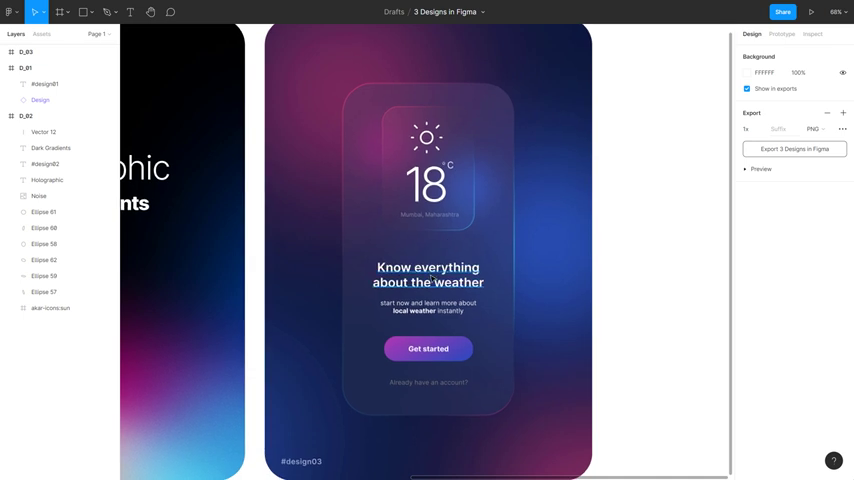 Drafts / 3 Designs in Figma
Share
68%
Layers
Assets
Page 1
D_03
D_01
#design01
Design
D_02
Vector 12
Dark Gradients
#design02
Holographic
Noise
Ellipse 61
Ellipse 60
Ellipse 58
Ellipse 62
Ellipse 59
Ellipse 57
akar-icons:sun
phic
nts
18°C
Mumbai, Maharashtra
Know everything
about the weather
start now and learn more about
local weather instantly
Get started
Already have an account?
#design03
Design
Prototype
Inspect
Background
FFFFFF
100%
Show in exports
Export
1x
Suffix
PNG
Export 3 Designs in Figma
Preview
?